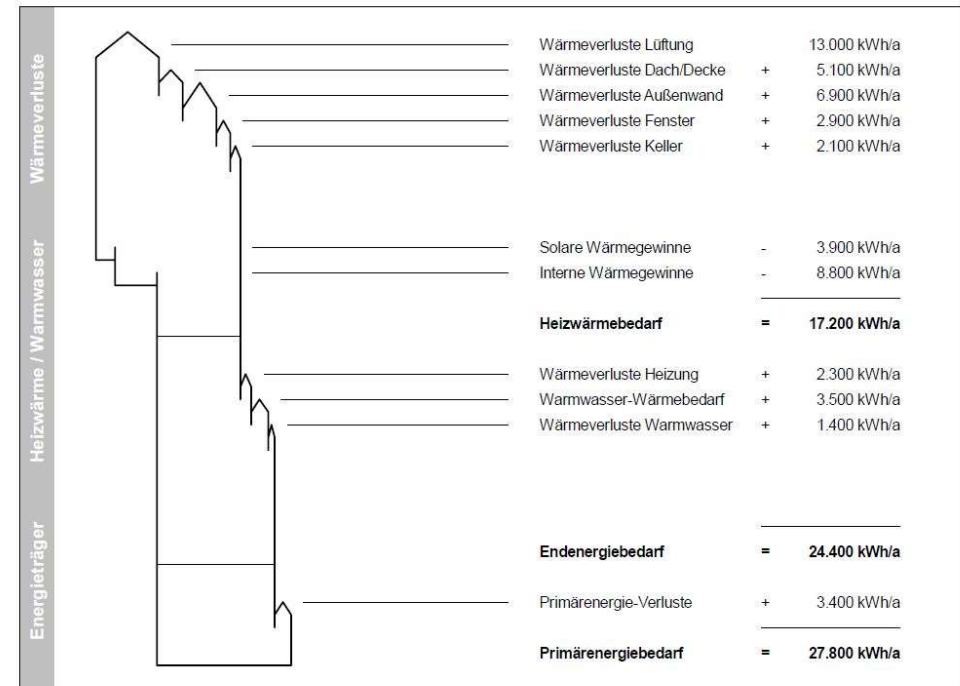 Wärmeverluste
Wärmeverluste Lüftung 13.000 kWh/a
Wärmeverluste Dach/Decke + 5.100 kWh/a
Wärmeverluste Außenwand + 6.900 kWh/a
Wärmeverluste Fenster + 2.900 kWh/a
Wärmeverluste Keller + 2.100 kWh/a
Heizwärme / Warmwasser
Solare Wärmegewinne - 3.900 kWh/a
Interne Wärmegewinne - 8.800 kWh/a
Heizwärmebedarf = 17.200 kWh/a
Wärmeverluste Heizung + 2.300 kWh/a
Warmwasser-Wärmebedarf + 3.500 kWh/a
Wärmeverluste Warmwasser + 1.400 kWh/a
Energieträger
Endenergiebedarf = 24.400 kWh/a
Primärenergie-Verluste + 3.400 kWh/a
Primärenergiebedarf = 27.800 kWh/a